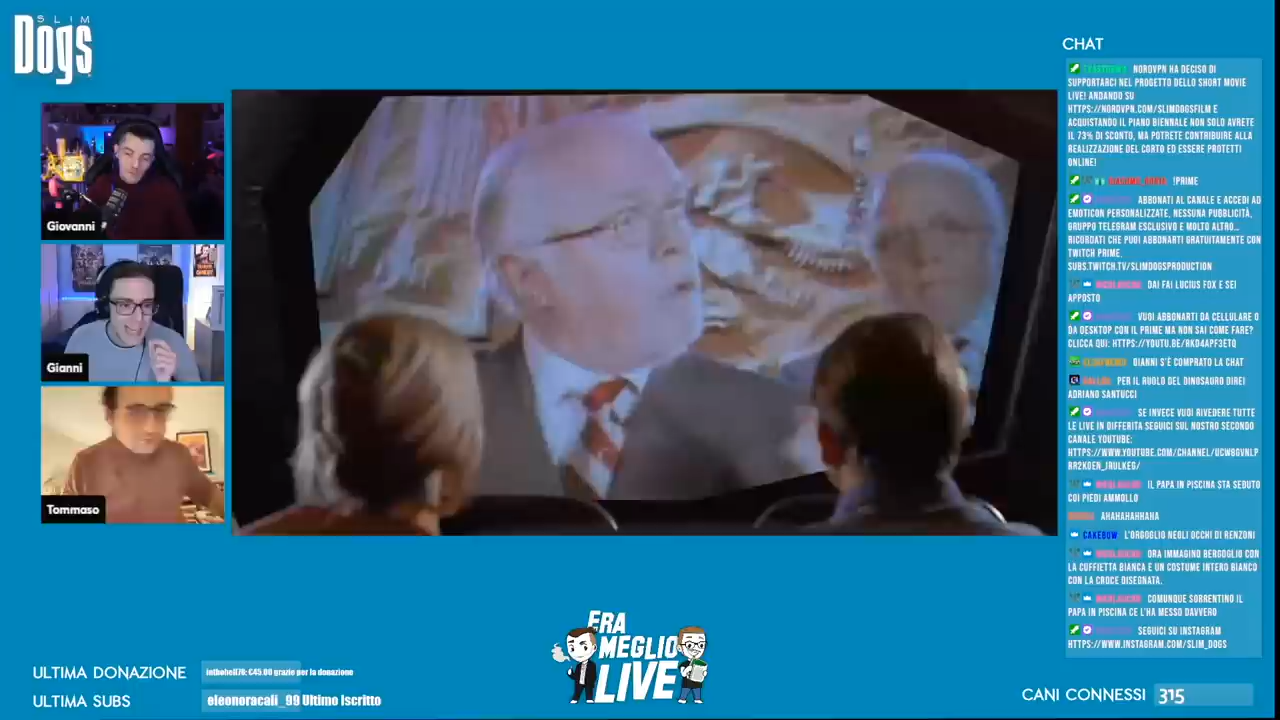 SLIM
Dogs
Giovanni
Gianni
Tommaso
CHAT
NORDVPN HA DECISO DI
SUPPORTARCI NEL PROGETTO DELLO SHORT MOVIE
LIVE! ANDANDO SU
HTTPS://NORDVPN.COM/SLIMDOGSFILM E
ACQUISTANDO IL PIANO BIENNALE NON SOLO AVRETE
IL 73% DI SCONTO, MA POTRETE CONTRIBUIRE ALLA
REALIZZAZIONE DEL CORTO ED ESSERE PROTETTI
ONLINE!
!PRIME
ABBONATI AL CANALE E ACCEDI AD
EMOTICON PERSONALIZZATE, NESSUNA PUBBLICITÀ,
GRUPPO TELEGRAM ESCLUSIVO E MOLTO ALTRO...
RICORDATI CHE PUOI ABBONARTI GRATUITAMENTE CON
TWITCH PRIME.
SUBS.TWITCH.TV/SLIMDOGSPRODUCTION
DAI FAI LUCIUS FOX E SEI
APPOSTO
VUOI ABBONARTI DA CELLULARE O
DA DESKTOP CON IL PRIME MA NON SAI COME FARE?
CLICCA QUI: HTTPS://YOUTU.BE/RKD4APF3ETQ
GIANNI S'È COMPRATO LA CHAT
PER IL RUOLO DEL DINOSAURO DIREI
ADRIANO SANTUCCI
SE INVECE VUOI RIVEDERE TUTTE
LE LIVE IN DIFFERITA SEGUICI SUL NOSTRO SECONDO
CANALE YOUTUBE:
HTTPS://WWW.YOUTUBE.COM/CHANNEL/UCW8GVNLP
RR2KOEN_JRULKEG/
IL PAPA IN PISCINA STA SEDUTO
COI PIEDI AMMOLLO
AHAHAHAHHAHA
CAKEBOW L'ORGOGLIO NEGLI OCCHI DI RENZONI
ORA IMMAGINO BERGOGLIO CON
LA CUFFIETTA BIANCA E UN COSTUME INTERO BIANCO
CON LA CROCE DISEGNATA.
COMUNQUE SORRENTINO IL
PAPA IN PISCINA CE L'HA MESSO DAVVERO
SEGUICI SU INSTAGRAM
HTTPS://WWW.INSTAGRAM.COM/SLIM_DOGS
ERA
MEGLIO
LIVE
ULTIMA DONAZIONE
inthehell76: €45.00 grazie per la donazione
ULTIMA SUBS
eleonoracali_99 Ultimo Iscritto
CANI CONNESSI 315